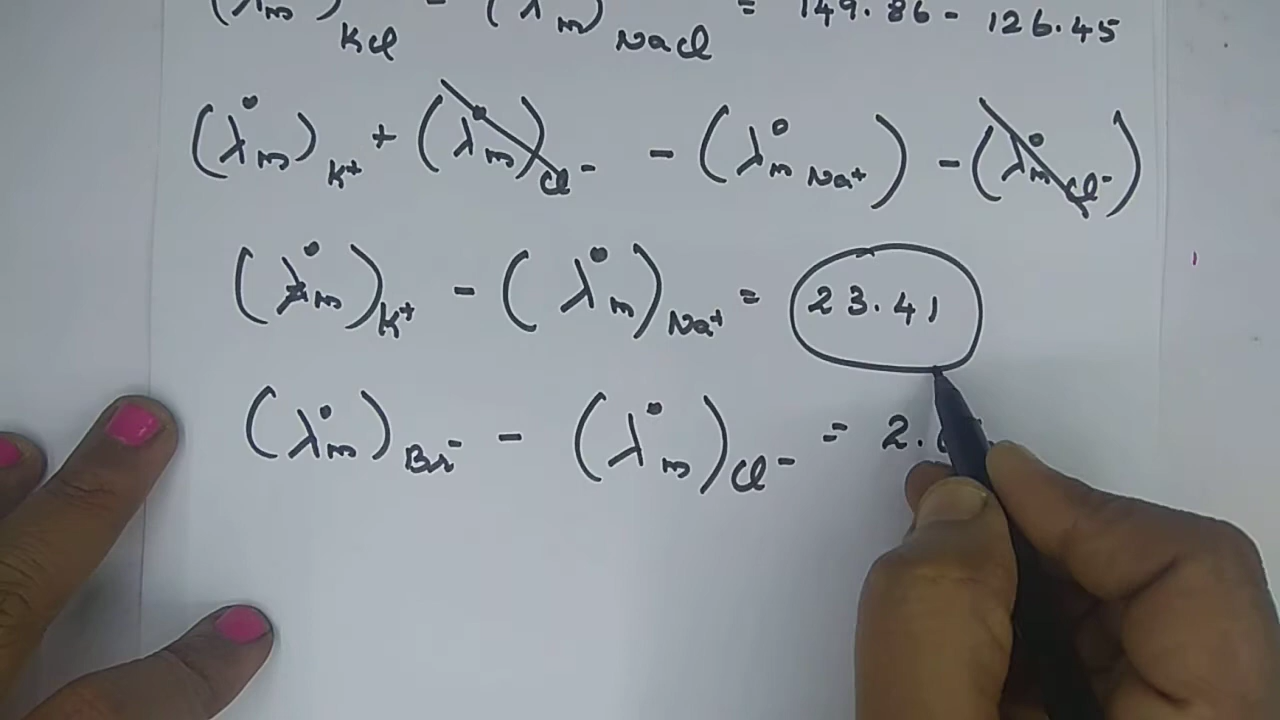 (λ°m)KCl - (λ°m)NaCl = 149.86 - 126.45
(λ°m)K+ + (λ°m)Cl- - (λ°m Na+) - (λ°m Cl-)
(λ°m)K+ - (λ°m)Na+ = 23.41
(λ°m)Br- - (λ°m)Cl- = 2.